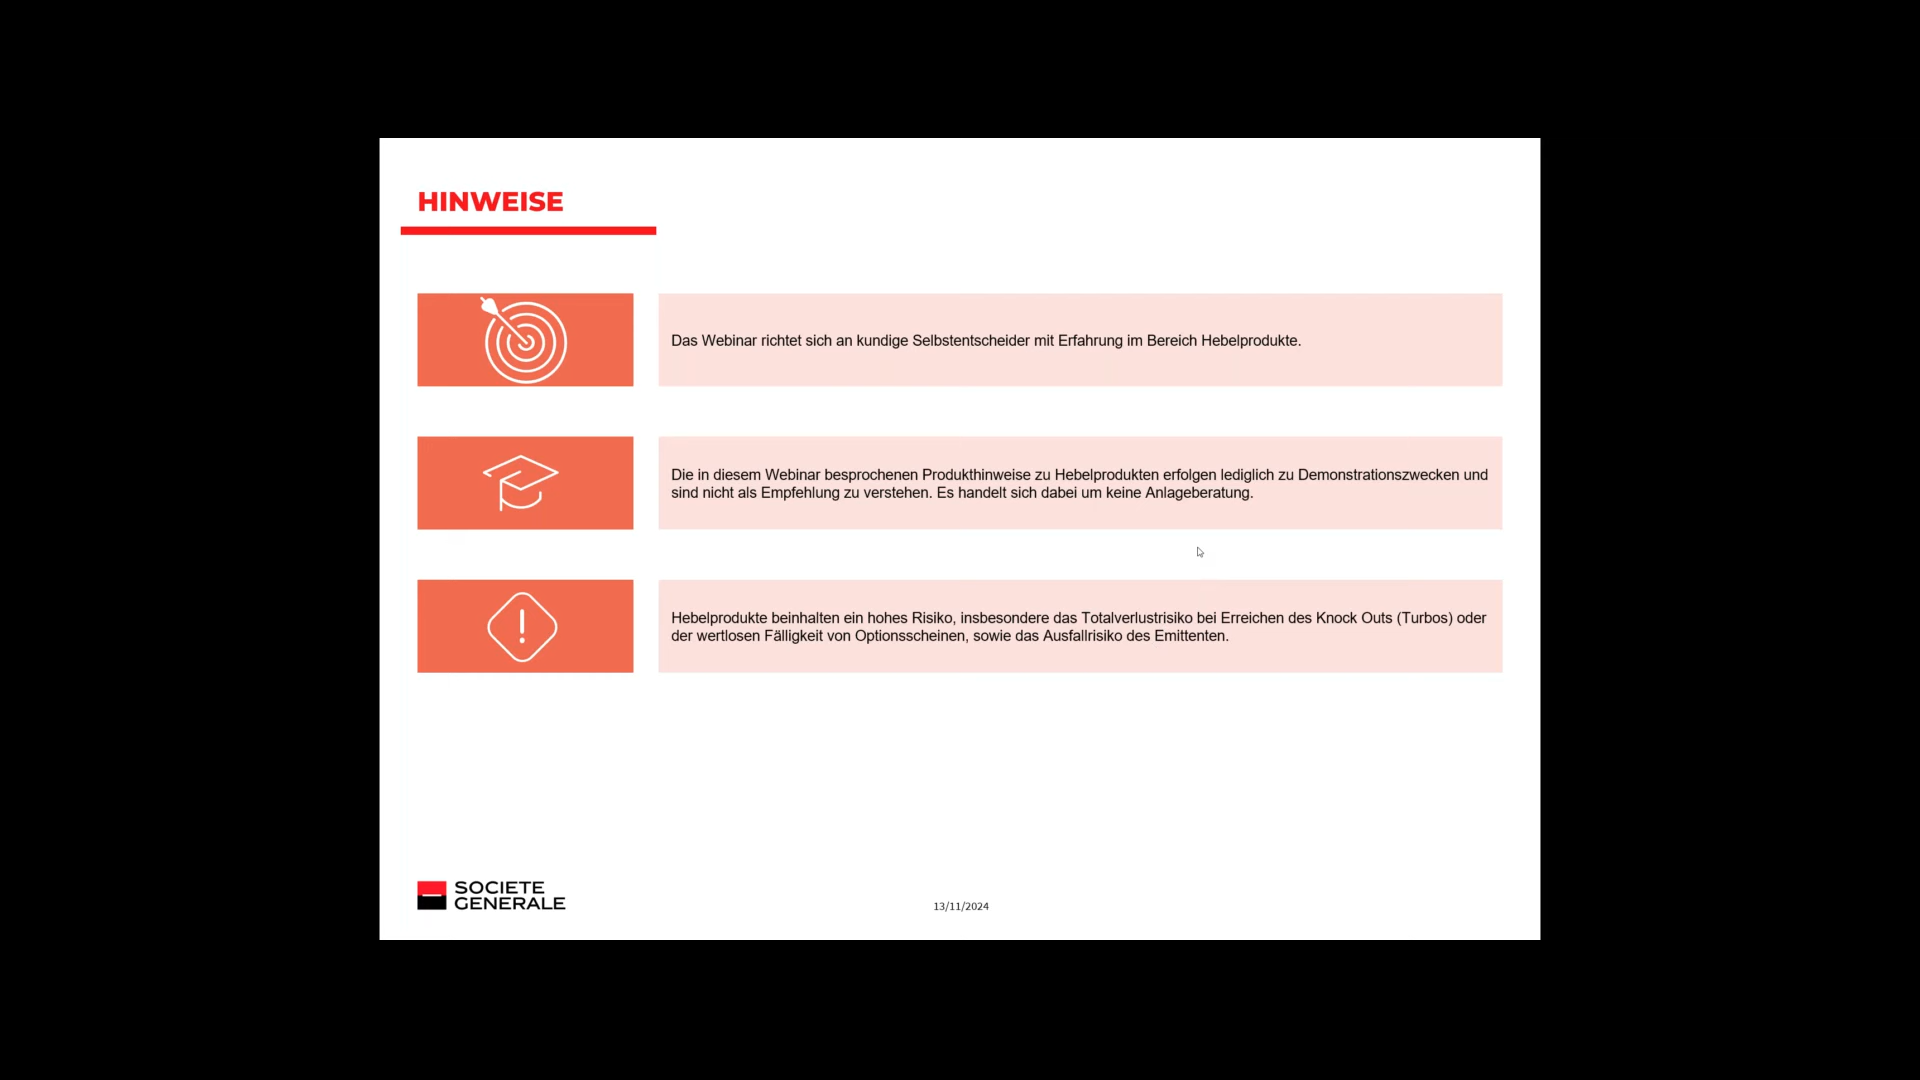 HINWEISE
Das Webinar richtet sich an kundige Selbstentscheider mit Erfahrung im Bereich Hebelprodukte.
Die in diesem Webinar besprochenen Produkthinweise zu Hebelprodukten erfolgen lediglich zu Demonstrationszwecken und
sind nicht als Empfehlung zu verstehen. Es handelt sich dabei um keine Anlageberatung.
Hebelprodukte beinhalten ein hohes Risiko, insbesondere das Totalverlustrisiko bei Erreichen des Knock Outs (Turbos) oder
der wertlosen Fälligkeit von Optionsscheinen, sowie das Ausfallrisiko des Emittenten.
SOCIETE
GENERALE
13/11/2024